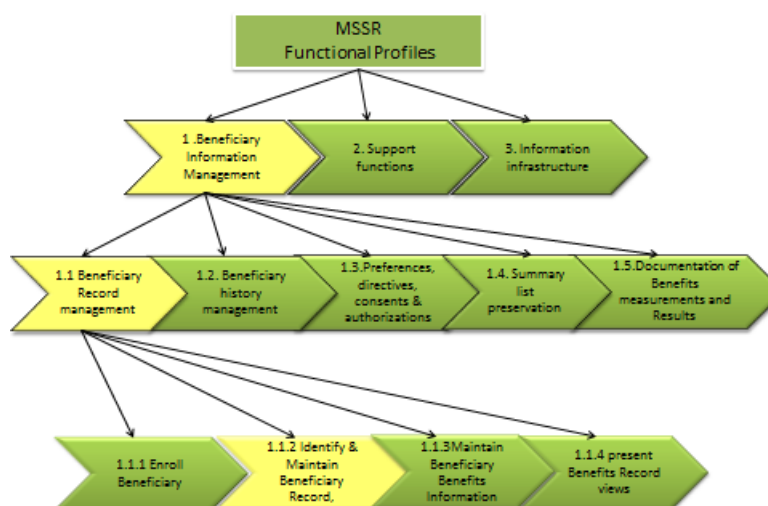 MSSR
Functional Profiles
1 .Beneficiary
Information
Management
2. Support
functions
3. Information
infrastructure
1.1 Beneficiary
Record
management
1.2. Beneficiary
history
management
1.3.Preferences,
directives,
consents &
authorizations
1.4. Summary
list
preservation
1.5.Documentation of
Benefits
measurements and
Results
1.1.1 Enroll
Beneficiary
1.1.2 Identify &
Maintain
Beneficiary
Record,
1.1.3Maintain
Beneficiary
Benefits
Information
1.1.4 present
Benefits Record
views